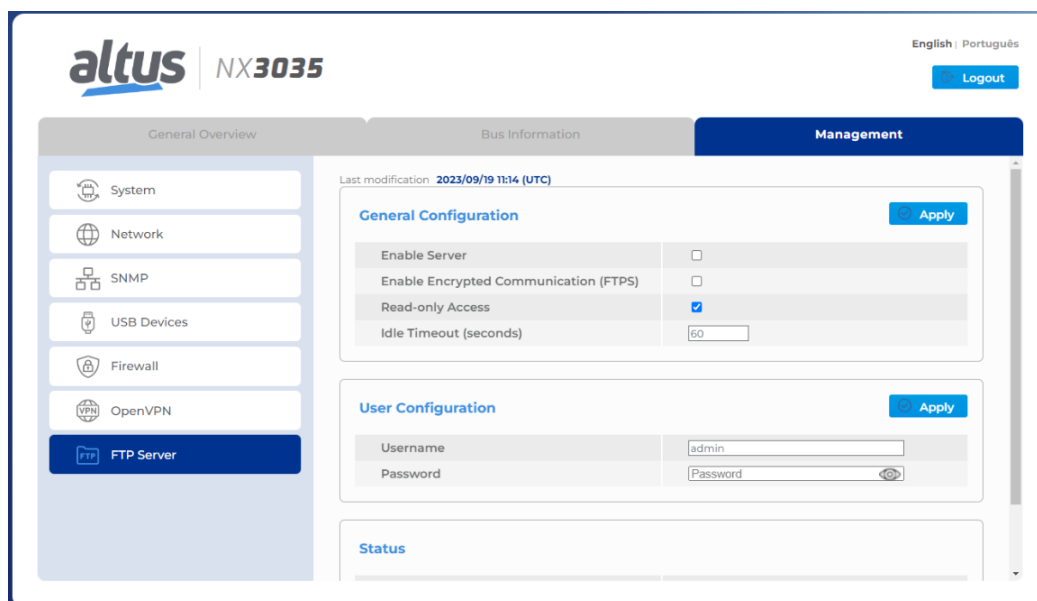 English | Português
altus NX3035
Logout
General Overview Bus Information Management
System
Network
SNMP
USB Devices
Firewall
VPN OpenVPN
FTP FTP Server
Last modification 2023/09/19 11:14 (UTC)
General Configuration Apply
Enable Server
Enable Encrypted Communication (FTPS)
Read-only Access
Idle Timeout (seconds) 60
User Configuration Apply
Username admin
Password Password
Status